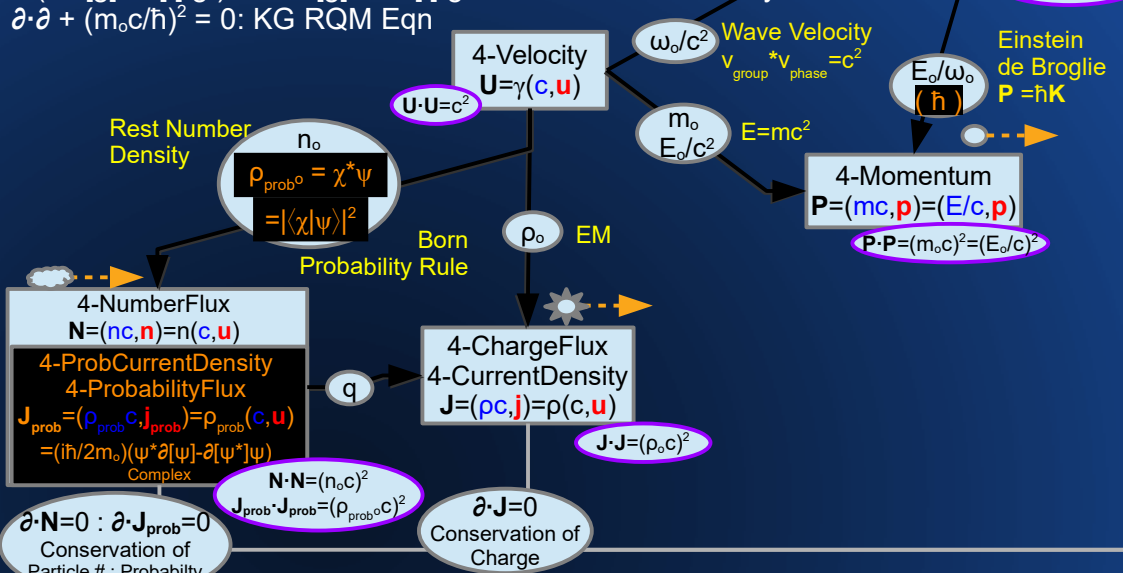 ∂·∂ + (mₒc/ħ)² = 0: KG RQM Eqn
4-Velocity
U=γ(c,u)
U·U=c²
ωₒ/c²
Wave Velocity
v_group*v_phase=c²
Eₒ/ωₒ
( ħ )
Einstein
de Broglie
P =ħK
mₒ
Eₒ/c²
E=mc²
4-Momentum
P=(mc,p)=(E/c,p)
P·P=(mₒc)²=(Eₒ/c)²
Rest Number
Density
nₒ
ρ_probₒ = χ*ψ
=|⟨χ|ψ⟩|²
Born
Probability Rule
ρₒ
EM
4-NumberFlux
N=(nc,n)=n(c,u)
4-ProbCurrentDensity
4-ProbabilityFlux
J_prob=(ρ_prob c,j_prob)=ρ_prob(c,u)
=(iħ/2mₒ)(ψ*∂[ψ]-∂[ψ*]ψ)
Complex
q
4-ChargeFlux
4-CurrentDensity
J=(ρc,j)=ρ(c,u)
J·J=(ρₒc)²
N·N=(nₒc)²
J_prob·J_prob=(ρ_probₒc)²
∂·N=0 : ∂·J_prob=0
Conservation of
Particle # : Probabilty
∂·J=0
Conservation of
Charge